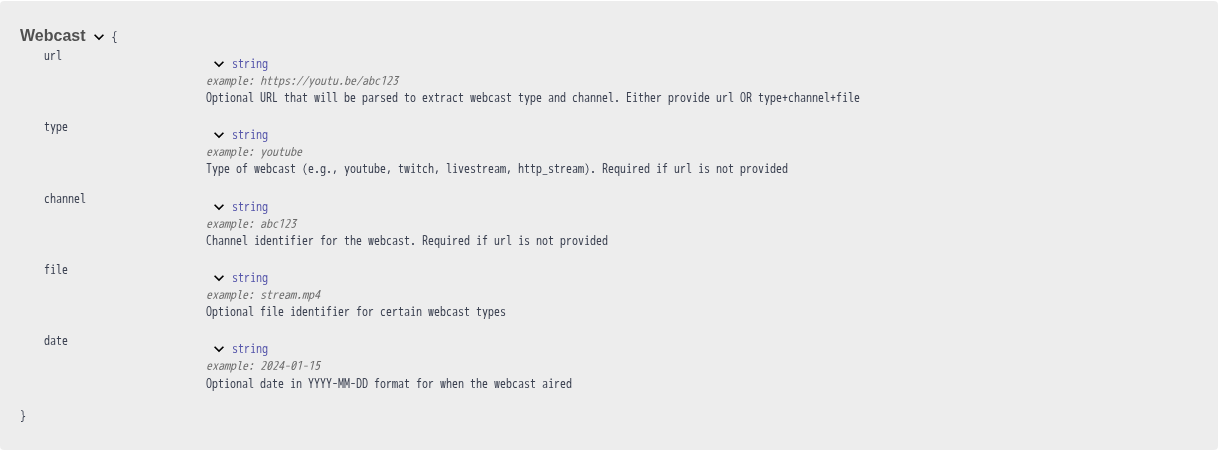 Webcast {
url
string
example: https://youtu.be/abc123
Optional URL that will be parsed to extract webcast type and channel. Either provide url OR type+channel+file
type
string
example: youtube
Type of webcast (e.g., youtube, twitch, livestream, http_stream). Required if url is not provided
channel
string
example: abc123
Channel identifier for the webcast. Required if url is not provided
file
string
example: stream.mp4
Optional file identifier for certain webcast types
date
string
example: 2024-01-15
Optional date in YYYY-MM-DD format for when the webcast aired
}